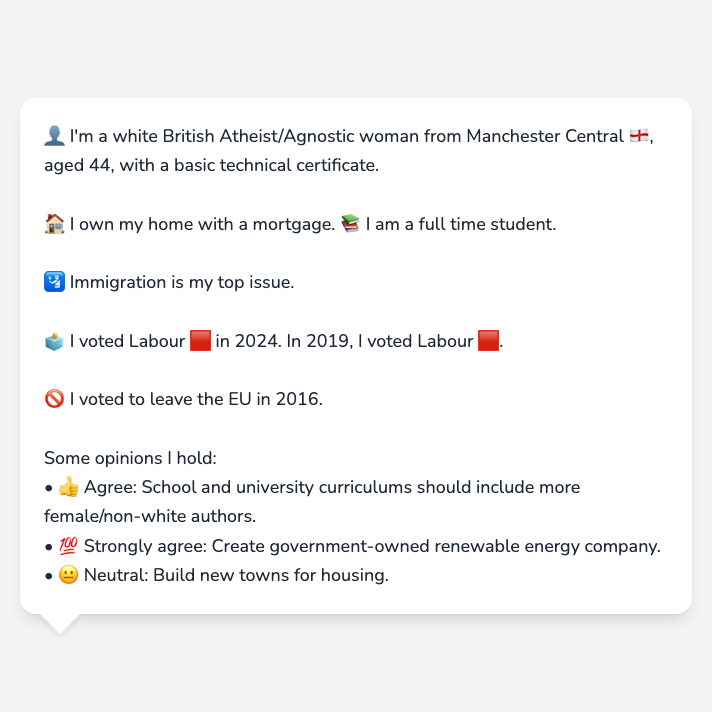 👤 I'm a white British Atheist/Agnostic woman from Manchester Central 🏴󠁧󠁢󠁥󠁮󠁧󠁿,
aged 44, with a basic technical certificate.
🏠 I own my home with a mortgage. 📚 I am a full time student.
🛂 Immigration is my top issue.
🗳️ I voted Labour 🟥 in 2024. In 2019, I voted Labour 🟥.
🚫 I voted to leave the EU in 2016.
Some opinions I hold:
• 👍 Agree: School and university curriculums should include more
female/non-white authors.
• 💯 Strongly agree: Create government-owned renewable energy company.
• 😐 Neutral: Build new towns for housing.